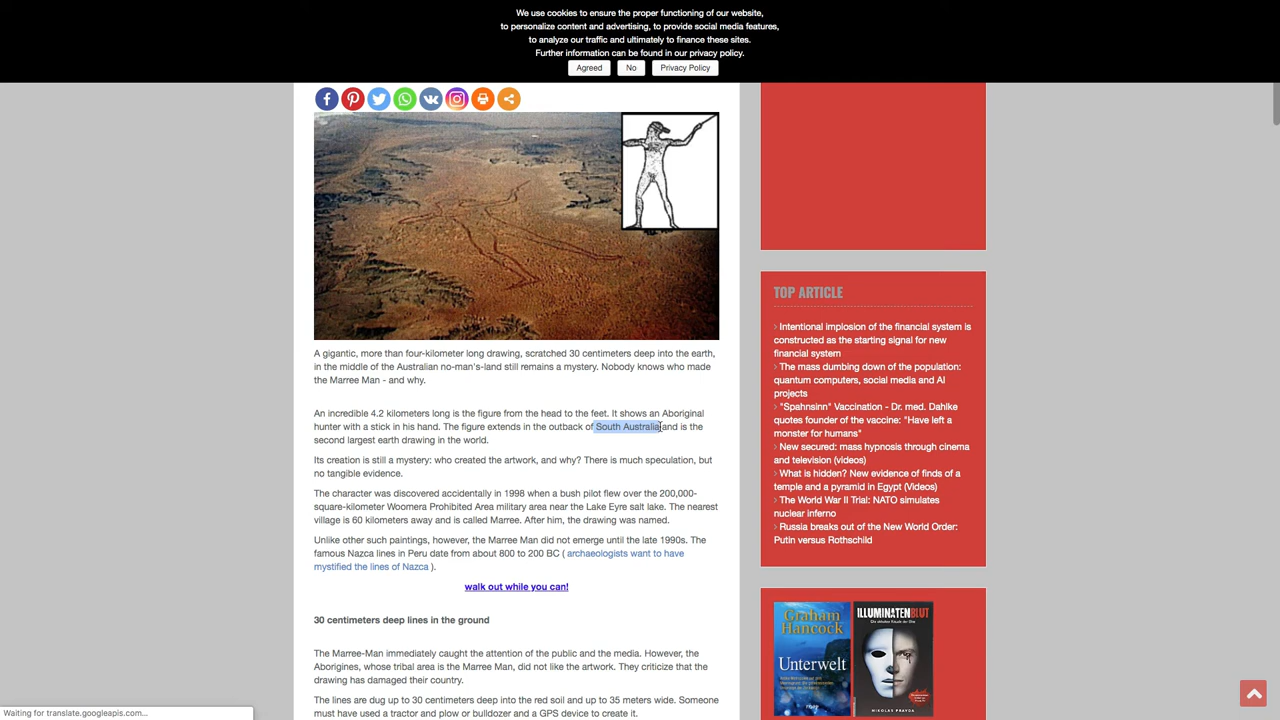 We use cookies to ensure the proper functioning of our website,
to personalize content and advertising, to provide social media features,
to analyze our traffic and ultimately to finance these sites.
Further information can be found in our privacy policy.
Agreed No Privacy Policy
A gigantic, more than four-kilometer long drawing, scratched 30 centimeters deep into the earth,
in the middle of the Australian no-man's-land still remains a mystery. Nobody knows who made
the Marree Man - and why.
An incredible 4.2 kilometers long is the figure from the head to the feet. It shows an Aboriginal
hunter with a stick in his hand. The figure extends in the outback of South Australia and is the
second largest earth drawing in the world.
Its creation is still a mystery: who created the artwork, and why? There is much speculation, but
no tangible evidence.
The character was discovered accidentally in 1998 when a bush pilot flew over the 200,000-
square-kilometer Woomera Prohibited Area military area near the Lake Eyre salt lake. The nearest
village is 60 kilometers away and is called Marree. After him, the drawing was named.
Unlike other such paintings, however, the Marree Man did not emerge until the late 1990s. The
famous Nazca lines in Peru date from about 800 to 200 BC ( archaeologists want to have
mystified the lines of Nazca ).
walk out while you can!
30 centimeters deep lines in the ground
The Marree-Man immediately caught the attention of the public and the media. However, the
Aborigines, whose tribal area is the Marree Man, did not like the artwork. They criticize that the
drawing has damaged their country.
The lines are dug up to 30 centimeters deep into the red soil and up to 35 meters wide. Someone
must have used a tractor and plow or bulldozer and a GPS device to create it.
TOP ARTICLE
Intentional implosion of the financial system is
constructed as the starting signal for new
financial system
The mass dumbing down of the population:
quantum computers, social media and AI
projects
"Spahnsinn" Vaccination - Dr. med. Dahlke
quotes founder of the vaccine: "Have left a
monster for humans"
New secured: mass hypnosis through cinema
and television (videos)
What is hidden? New evidence of finds of a
temple and a pyramid in Egypt (Videos)
The World War II Trial: NATO simulates
nuclear inferno
Russia breaks out of the New World Order:
Putin versus Rothschild
Graham
Hancock
Unterwelt
ILLUMINATENBLUT
NIKOLAS PRAVDA
Waiting for translate.googleapis.com...